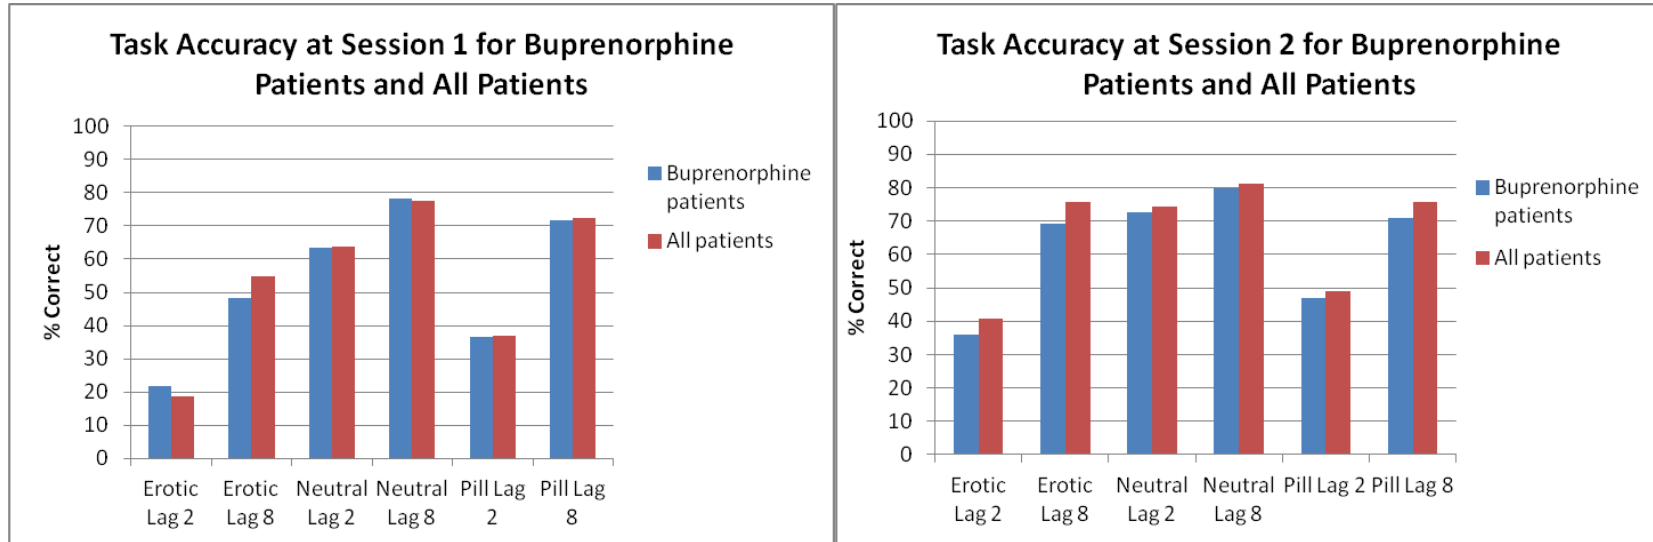 Task Accuracy at Session 1 for Buprenorphine
Patients and All Patients
% Correct
100
90
80
70
60
50
40
30
20
10
0
Erotic Lag 2
Erotic Lag 8
Neutral Lag 2
Neutral Lag 8
Pill Lag 2
Pill Lag 8
Buprenorphine
patients
All patients
Task Accuracy at Session 2 for Buprenorphine
Patients and All Patients
% Correct
100
90
80
70
60
50
40
30
20
10
0
Erotic Lag 2
Erotic Lag 8
Neutral Lag 2
Neutral Lag 8
Pill Lag 2
Pill Lag 8
Buprenorphine
patients
All patients